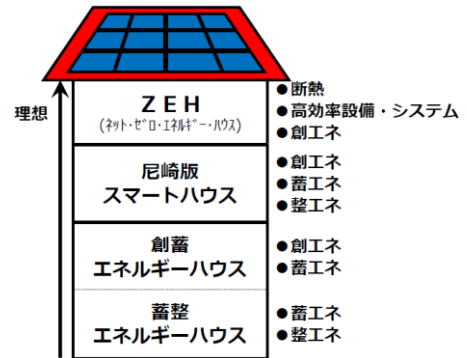 理想
ZEH
(ネット・ゼロ・エネルギー・ハウス)
●断熱
●高効率設備・システム
●創エネ
尼崎版
スマートハウス
●創エネ
●蓄エネ
●整エネ
創蓄
エネルギーハウス
●創エネ
●蓄エネ
蓄整
エネルギーハウス
●蓄エネ
●整エネ